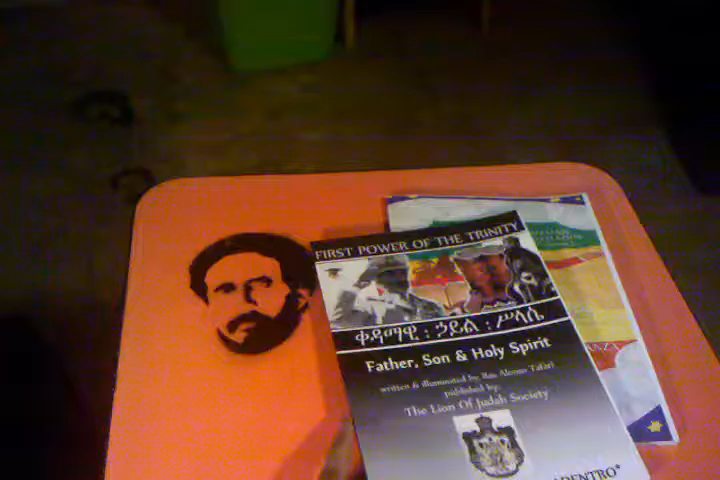 FIRST POWER OF THE TRINITY
ቀዳማዊ : ኃይል : ሥላሴ
Father, Son & Holy Spirit
written & illuminated by: Ras Alonso Tafari
published by:
The Lion Of Judah Society